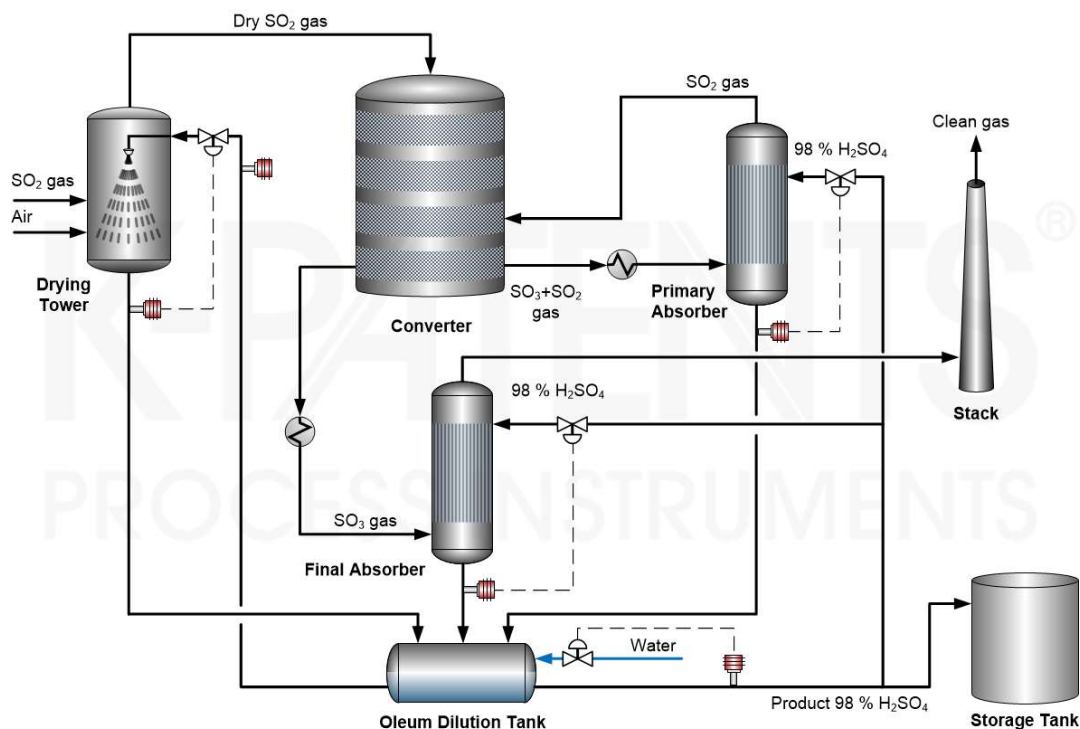 Dry SO₂ gas
SO₂ gas
Clean gas
98 % H₂SO₄
SO₂ gas
Air
Drying
Tower
SO₃+SO₂
gas
Primary
Absorber
Converter
98 % H₂SO₄
Stack
SO₃ gas
Final Absorber
Water
Product 98 % H₂SO₄
Oleum Dilution Tank
Storage Tank
K-PATENTS®
PROCESS INSTRUMENTS